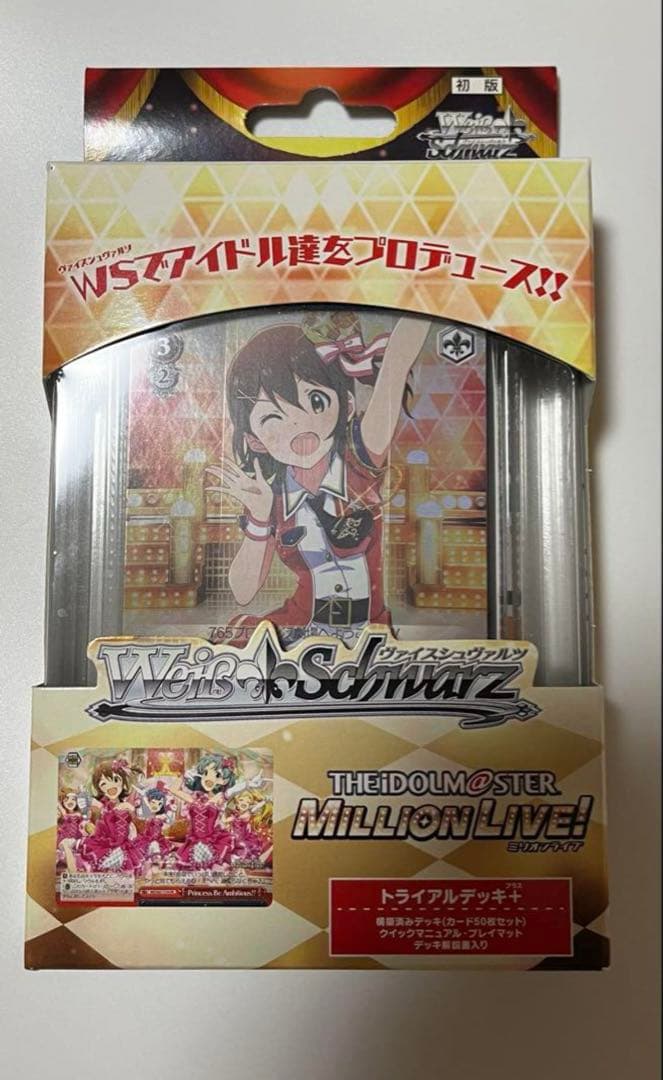 初版
Weiß Schwarz
ヴァイスシュヴァルツ
WSでアイドル達をプロデュース!!
3
2
ヴァイスシュヴァルツ
Weiß Schwarz
THE iDOLM@STER
MILLION LIVE!
ミリオンライブ
Princess Be Ambitious!!
プラス
トライアルデッキ+
構築済みデッキ(カード50枚セット)
クイックマニュアル・プレイマット
デッキ解説書入り